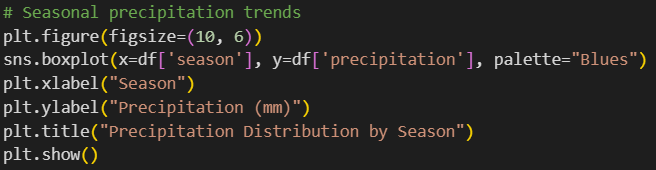 # Seasonal precipitation trends
plt.figure(figsize=(10, 6))
sns.boxplot(x=df['season'], y=df['precipitation'], palette="Blues")
plt.xlabel("Season")
plt.ylabel("Precipitation (mm)")
plt.title("Precipitation Distribution by Season")
plt.show()